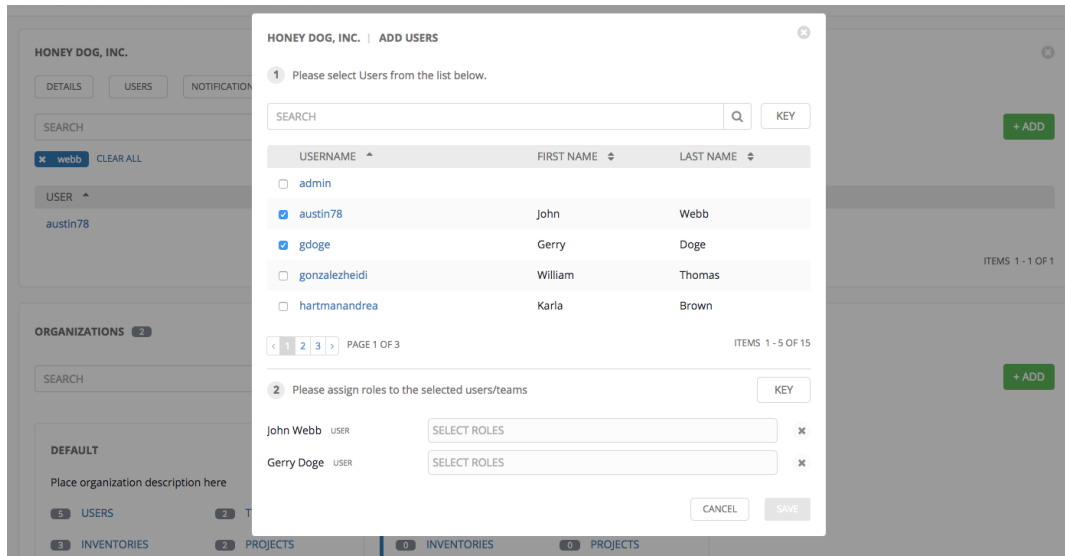 HONEY DOG, INC.
DETAILS
USERS
NOTIFICATION
SEARCH
+ ADD
webb CLEAR ALL
USER
austin78
ITEMS 1 - 1 OF 1
ORGANIZATIONS 2
SEARCH
+ ADD
DEFAULT
Place organization description here
5 USERS
2 T
3 INVENTORIES
2 PROJECTS
0 INVENTORIES
0 PROJECTS
HONEY DOG, INC. | ADD USERS
1 Please select Users from the list below.
SEARCH
KEY
USERNAME FIRST NAME LAST NAME
admin
austin78 John Webb
gdoge Gerry Doge
gonzalezheidi William Thomas
hartmanandrea Karla Brown
< 1 2 3 > PAGE 1 OF 3 ITEMS 1 - 5 OF 15
2 Please assign roles to the selected users/teams KEY
John Webb USER SELECT ROLES
Gerry Doge USER SELECT ROLES
CANCEL SAVE